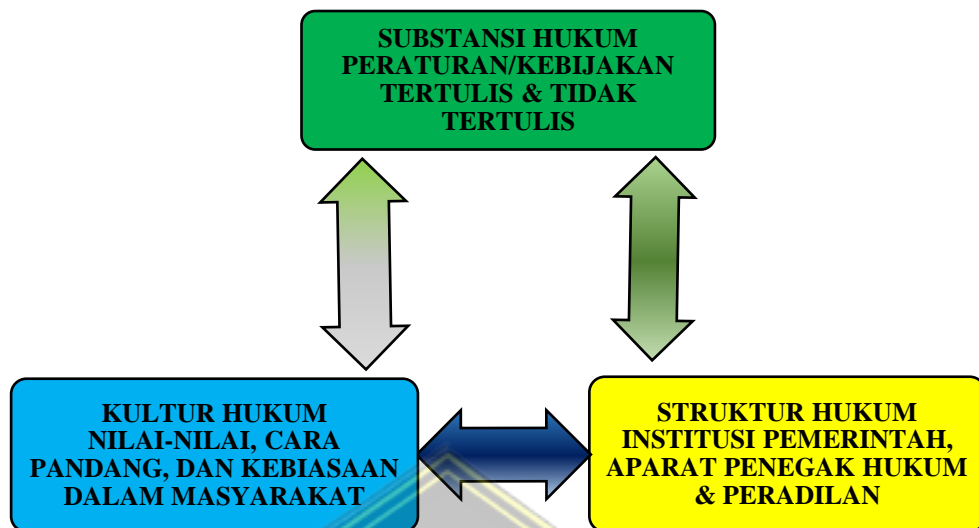 SUBSTANSI HUKUM
PERATURAN/KEBIJAKAN
TERTULIS & TIDAK
TERTULIS
KULTUR HUKUM
NILAI-NILAI, CARA
PANDANG, DAN KEBIASAAN
DALAM MASYARAKAT
STRUKTUR HUKUM
INSTITUSI PEMERINTAH,
APARAT PENEGAK HUKUM
& PERADILAN